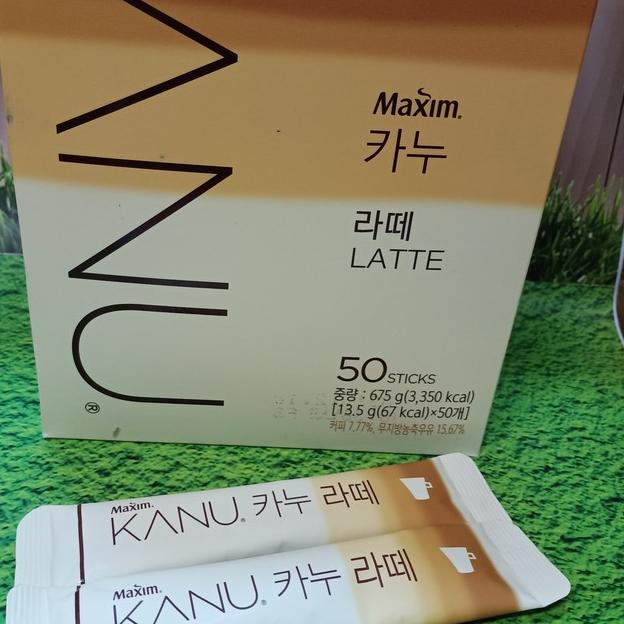 KANU®
Maxim.
카누
라떼
LATTE
50 STICKS
중량 : 675 g(3,350 kcal)
[13.5 g(67 kcal)×50개]
커피 7.77%, 무지방농축우유 15.67%
Maxim.
KANU® 카누 라떼
Maxim.
KANU® 카누 라떼